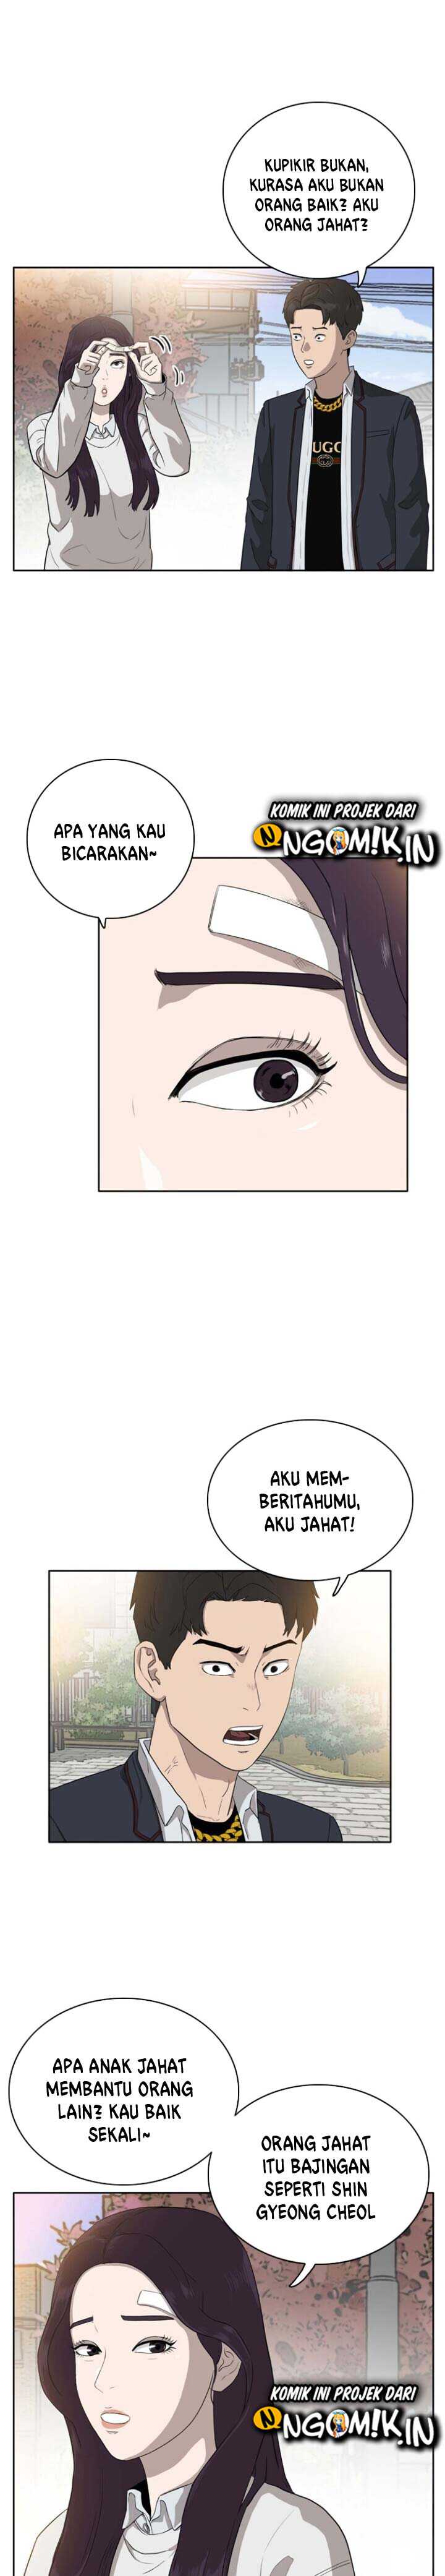 KUPIKIR BUKAN,
KURASA AKU BUKAN
ORANG BAIK? AKU
ORANG JAHAT?
UGG
APA YANG KAU
BICARAKAN~
KOMIK INI PROJEK DARI
NGOMIK.IN
AKU MEM-
BERITAHUMU,
AKU JAHAT!
APA ANAK JAHAT
MEMBANTU ORANG
LAIN? KAU BAIK
SEKALI~
ORANG JAHAT
ITU BAJINGAN
SEPERTI SHIN
GYEONG CHEOL
KOMIK INI PROJEK DARI
NGOMIK.IN